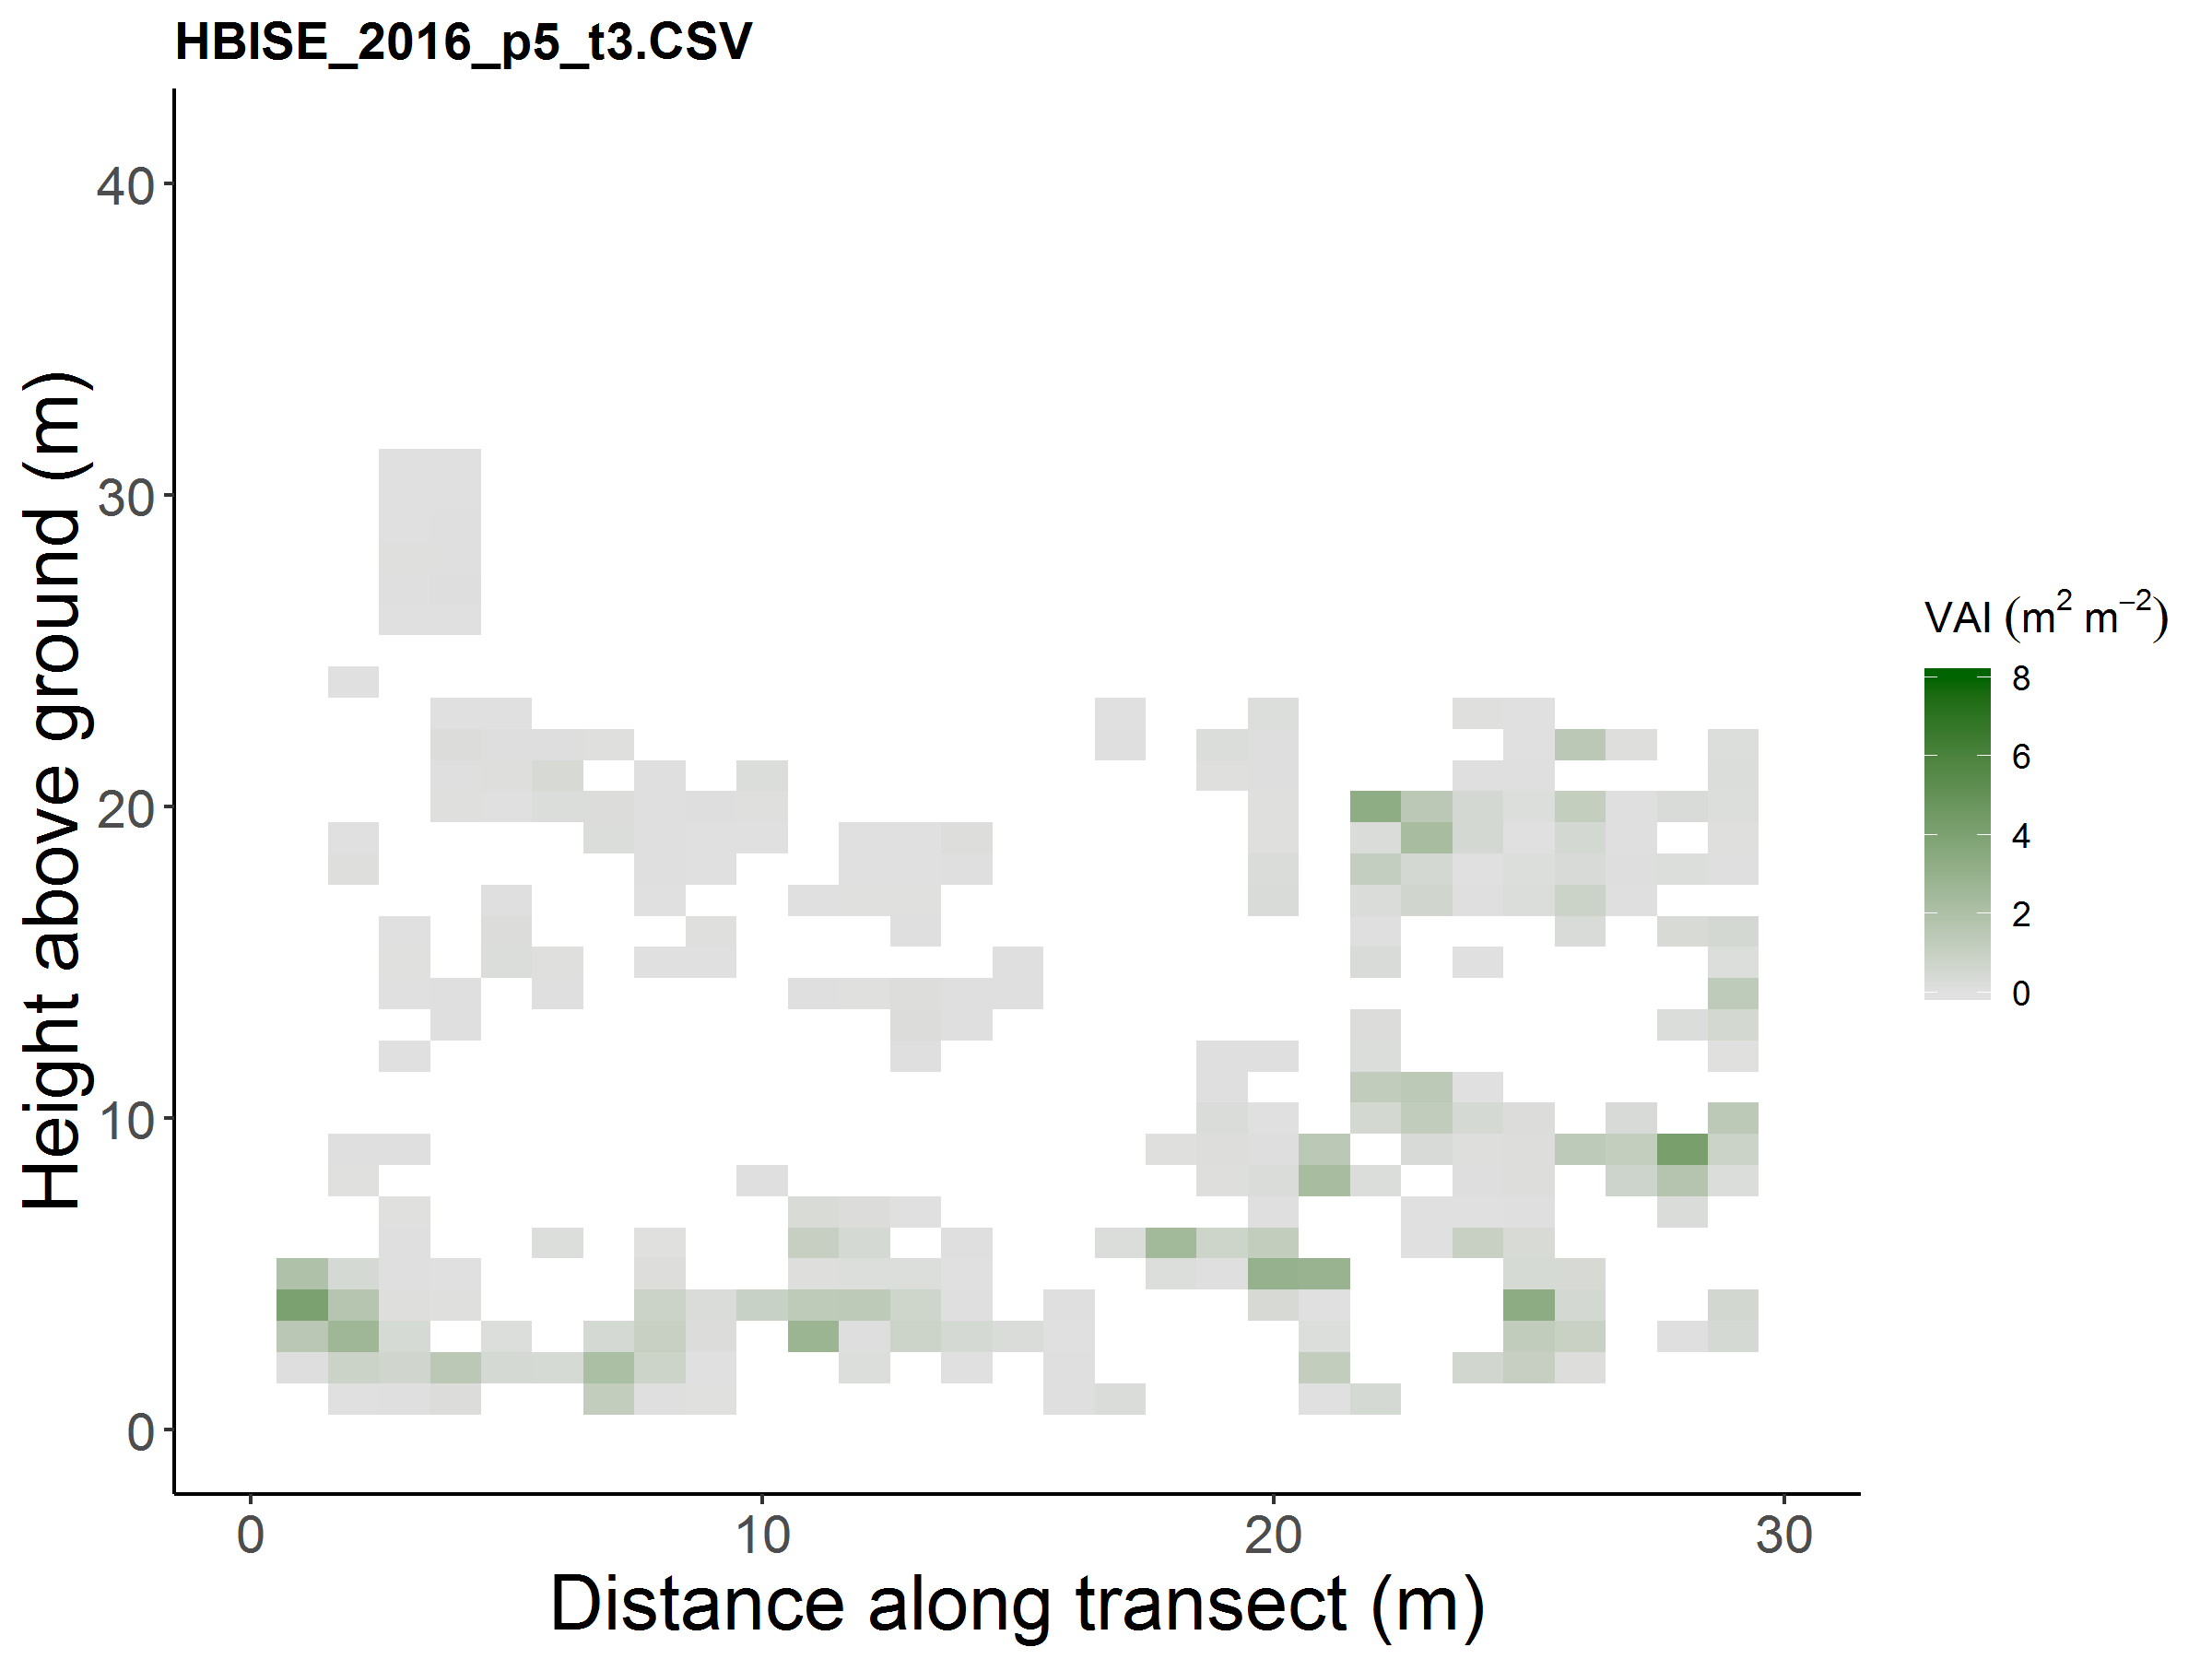 HBISE_2016_p5_t3.CSV
Height above ground (m)
40
30
20
10
0
0 10 20 30
Distance along transect (m)
VAI (m² m⁻²)
8
6
4
2
0